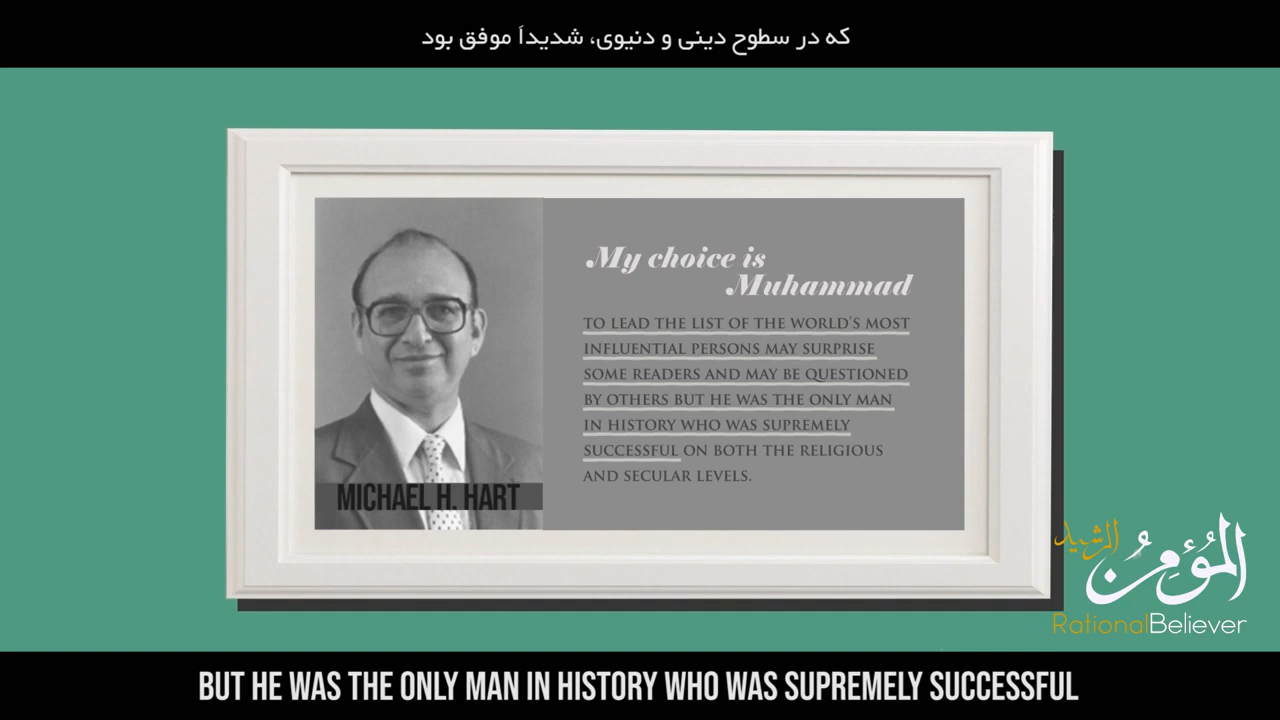 که در سطوح دینی و دنیوی، شدیداَ موفق بود
My choice is
Muhammad
TO LEAD THE LIST OF THE WORLD'S MOST
INFLUENTIAL PERSONS MAY SURPRISE
SOME READERS AND MAY BE QUESTIONED
BY OTHERS BUT HE WAS THE ONLY MAN
IN HISTORY WHO WAS SUPREMELY
SUCCESSFUL ON BOTH THE RELIGIOUS
AND SECULAR LEVELS.
MICHAEL H. HART
المُؤمِنُ الرشيد
RationalBeliever
BUT HE WAS THE ONLY MAN IN HISTORY WHO WAS SUPREMELY SUCCESSFUL